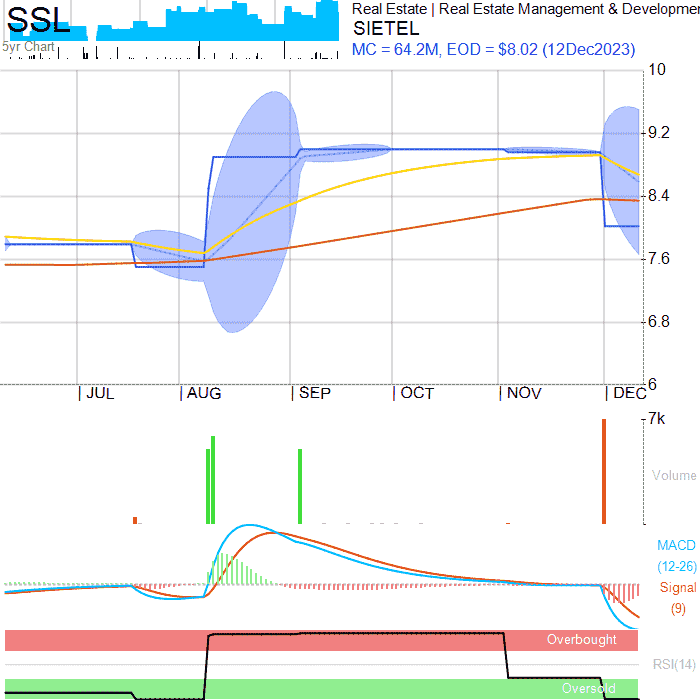 SSL
5yr Chart
Real Estate | Real Estate Management & Developmen
SIETEL
MC = 64.2M, EOD = $8.02 (12Dec2023)
10
9.2
8.4
7.6
6.8
6
| JUL | AUG | SEP | OCT | NOV | DEC
7k
Volume
MACD
(12-26)
Signal
(9)
Overbought
RSI(14)
Oversold